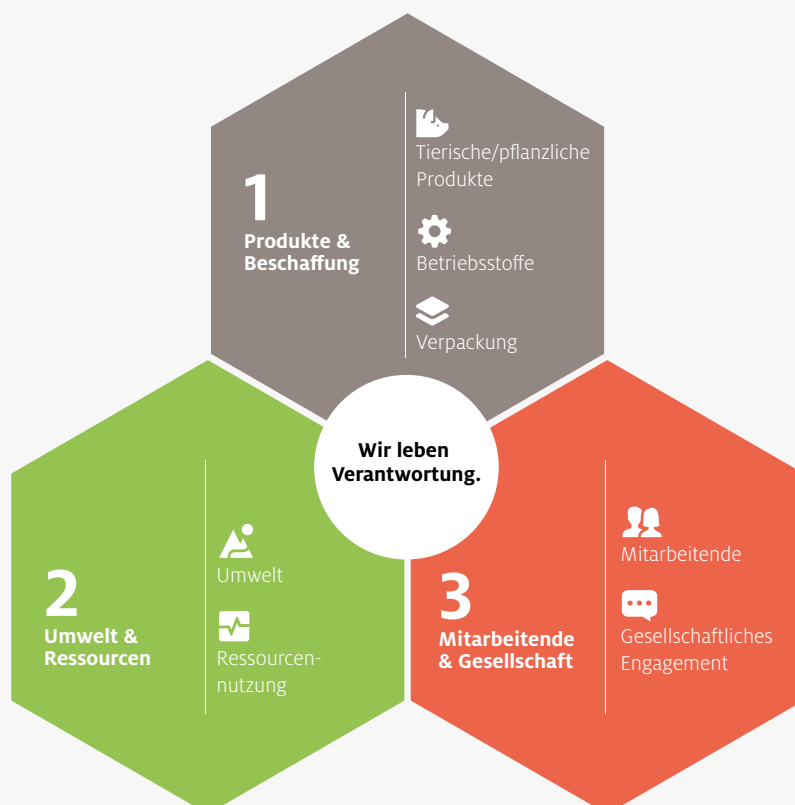 1
Produkte &
Beschaffung
Tierische/pflanzliche
Produkte
Betriebsstoffe
Verpackung
Wir leben
Verantwortung.
2
Umwelt &
Ressourcen
Umwelt
Ressourcen-
nutzung
3
Mitarbeitende
& Gesellschaft
Mitarbeitende
Gesellschaftliches
Engagement